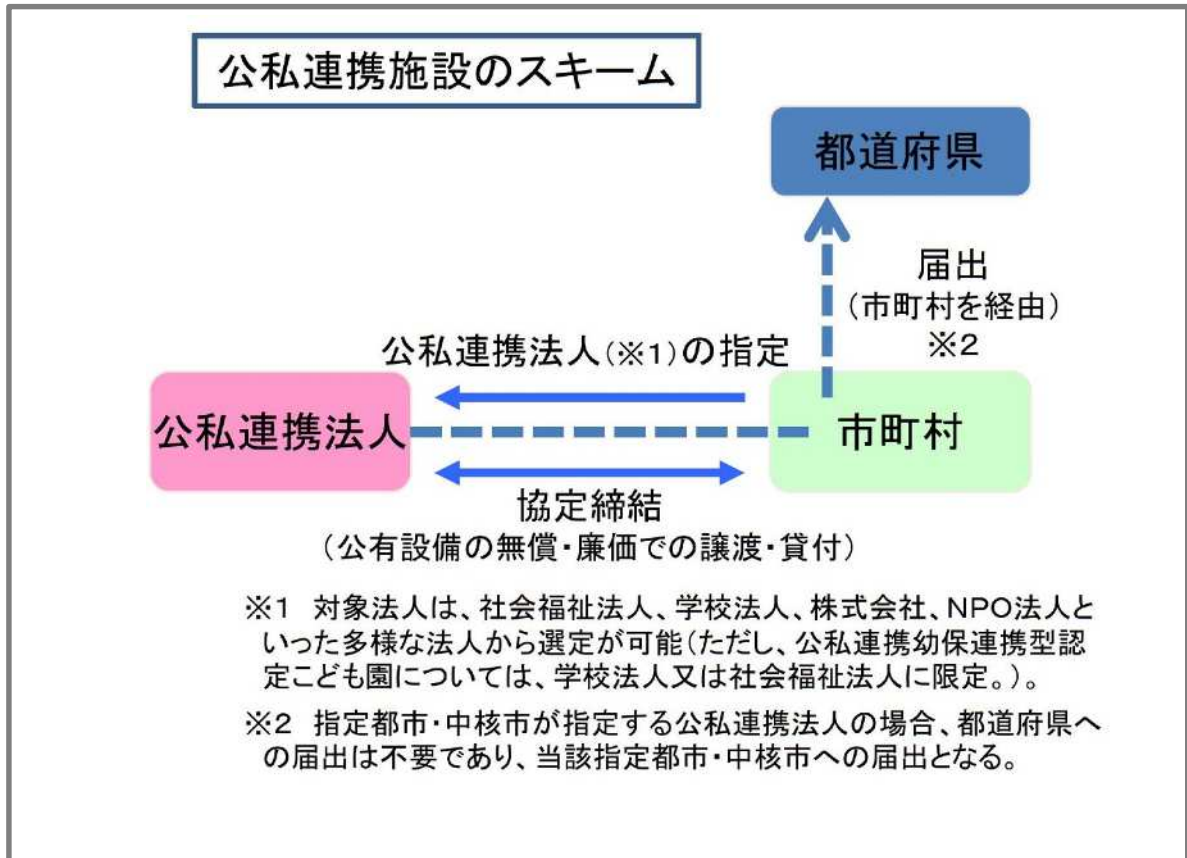 公私連携施設のスキーム
都道府県
届出
(市町村を経由)
※2
公私連携法人(※1)の指定
公私連携法人
市町村
協定締結
(公有設備の無償・廉価での譲渡・貸付)
※1 対象法人は、社会福祉法人、学校法人、株式会社、NPO法人と
いった多様な法人から選定が可能(ただし、公私連携幼保連携型認
定こども園については、学校法人又は社会福祉法人に限定。)。
※2 指定都市・中核市が指定する公私連携法人の場合、都道府県へ
の届出は不要であり、当該指定都市・中核市への届出となる。